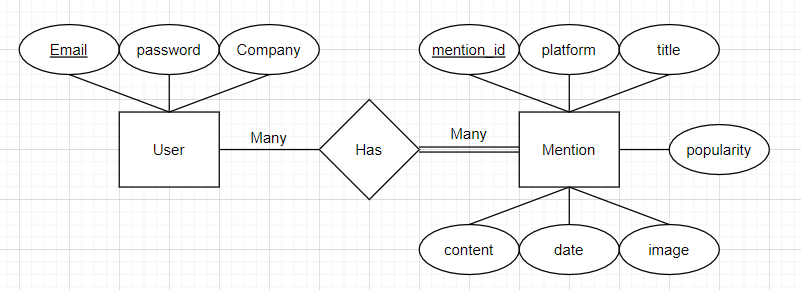 Email
password
Company
mention_id
platform
title
User
Many
Has
Many
Mention
popularity
content
date
image